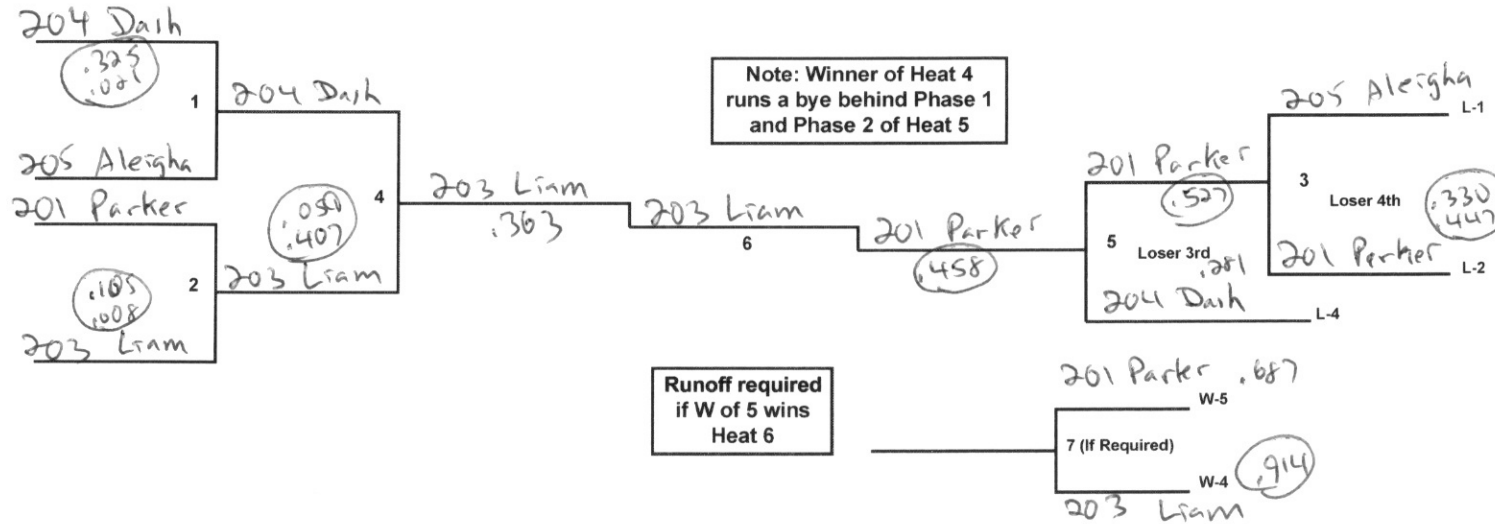 204 Dash
.325
.021
1
204 Dash
205 Aleigha
201 Parker
.050
.407
4
203 Liam
.363
.105
.008
2
203 Liam
203 Liam
Note: Winner of Heat 4
runs a bye behind Phase 1
and Phase 2 of Heat 5
203 Liam
6
201 Parker
.458
201 Parker
.527
5
Loser 3rd
.281
204 Dash
L-4
205 Aleigha
L-1
3
Loser 4th
.330
.447
201 Parker
L-2
Runoff required
if W of 5 wins
Heat 6
201 Parker .687
W-5
7 (If Required)
W-4
.914
203 Liam